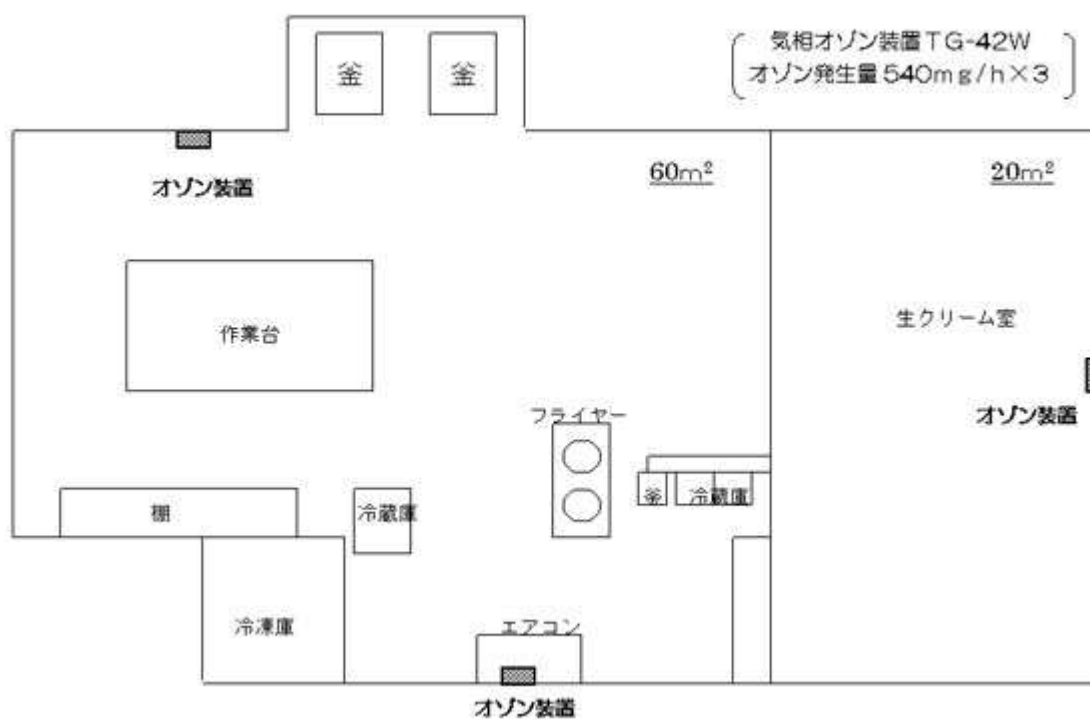 気相オゾン装置TG-42W
オゾン発生量540mg/h×3
釜
釜
60m²
20m²
オゾン装置
作業台
生クリーム室
オゾン装置
フライヤー
棚
冷蔵庫
釜
冷蔵庫
冷凍庫
エアコン
オゾン装置